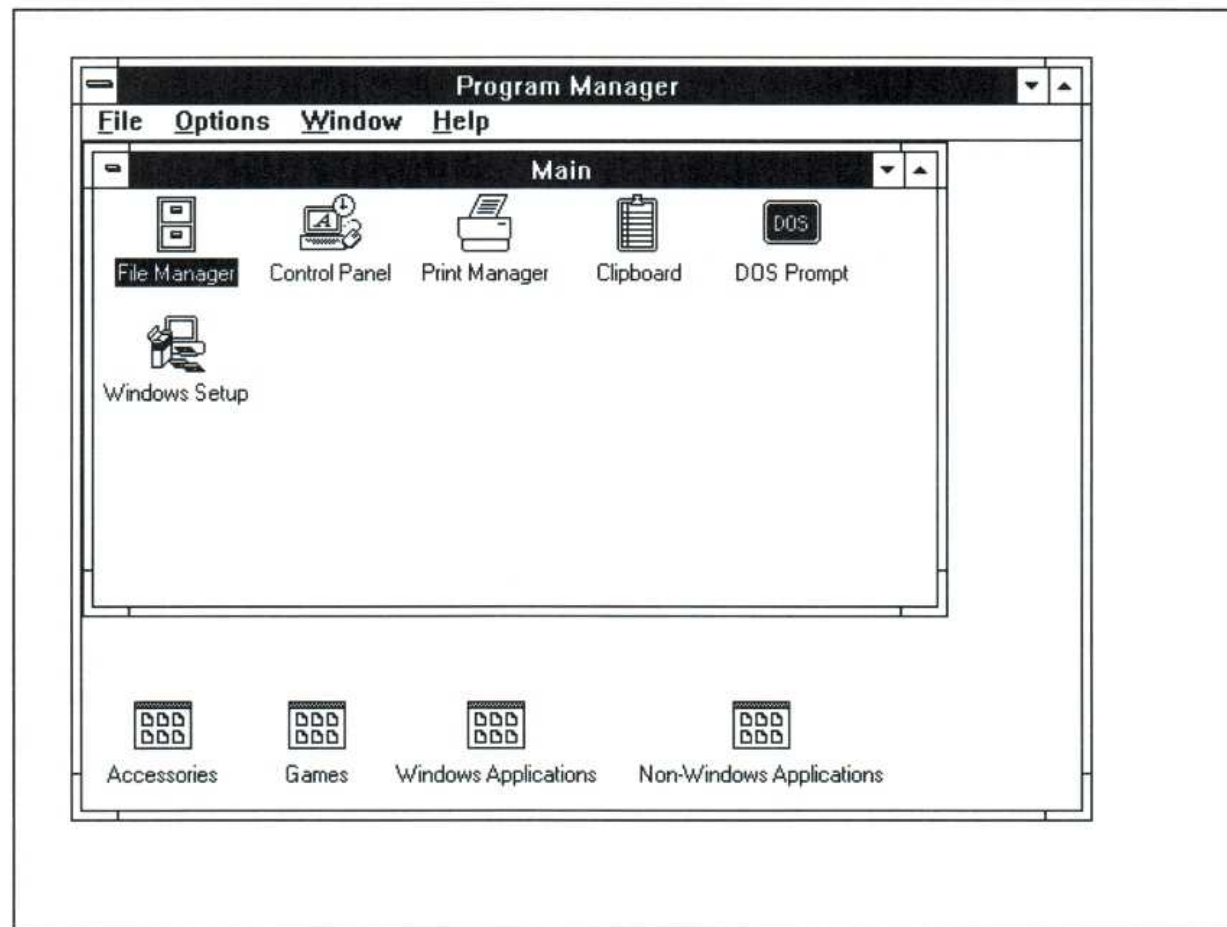 Program Manager
File Options Window Help
Main
File Manager Control Panel Print Manager Clipboard DOS DOS Prompt
Windows Setup
Accessories Games Windows Applications Non-Windows Applications